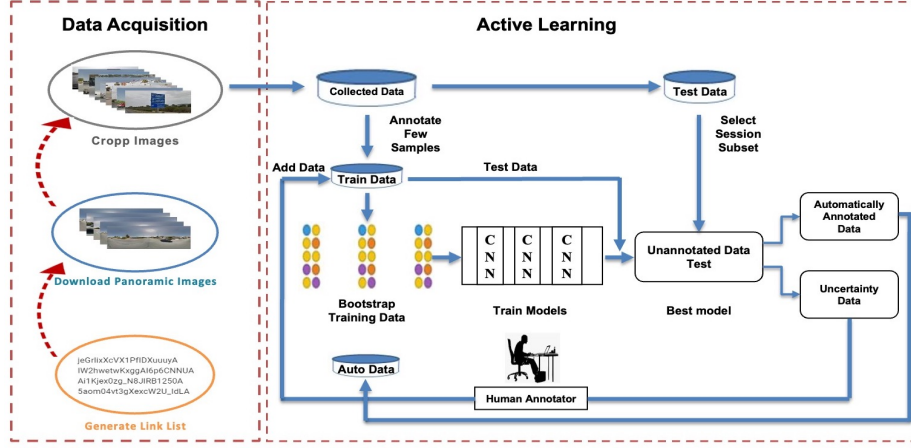 Data Acquisition
Cropp Images
Download Panoramic Images
jeGrIixXcVX1PflDXuuuyA
IW2hwetwKxggAI6p6CNNUA
Ai1Kjex0zg_N8JIRB1250A
5aom04vt3gXexcW2U_IdLA
Generate Link List
Active Learning
Collected Data
Test Data
Annotate
Few
Samples
Select
Session
Subset
Add Data
Train Data
Test Data
Bootstrap
Training Data
C
N
N
C
N
N
C
N
N
Train Models
Unannotated Data
Test
Best model
Automatically
Annotated
Data
Uncertainty
Data
Auto Data
Human Annotator